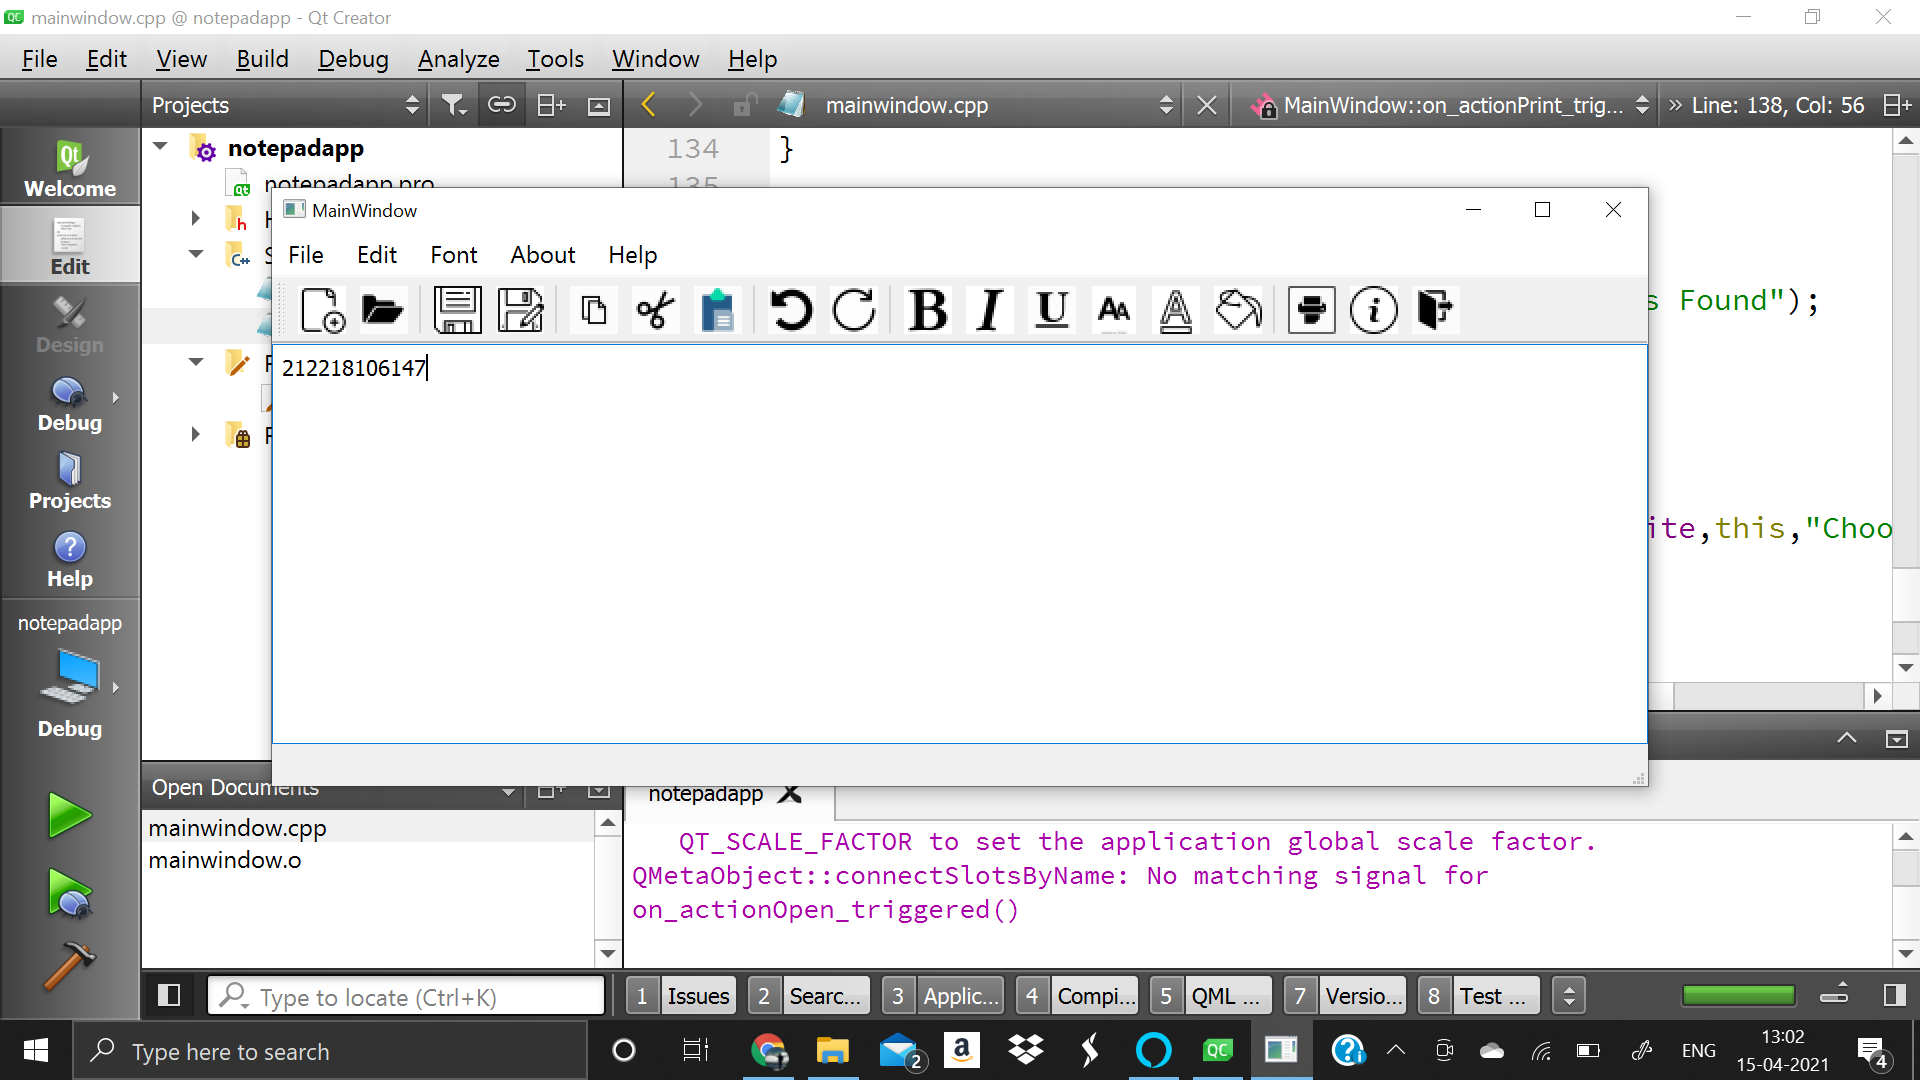 mainwindow.cpp @ notepadapp - Qt Creator
File Edit View Build Debug Analyze Tools Window Help
Projects
mainwindow.cpp
MainWindow::on_actionPrint_trig...
» Line: 138, Col: 56
Welcome
Edit
Design
Debug
Projects
Help
notepadapp
Debug
notepadapp
notepadapp.pro
134 }
135
MainWindow
File Edit Font About Help
212218106147
s Found");
ite,this,"Choo
Open Documents
mainwindow.cpp
mainwindow.o
notepadapp
QT_SCALE_FACTOR to set the application global scale factor.
QMetaObject::connectSlotsByName: No matching signal for
on_actionOpen_triggered()
Type to locate (Ctrl+K)
1 Issues 2 Searc... 3 Applic... 4 Compi... 5 QML ... 7 Versio... 8 Test ...
Type here to search
2
ENG
13:02
15-04-2021
4